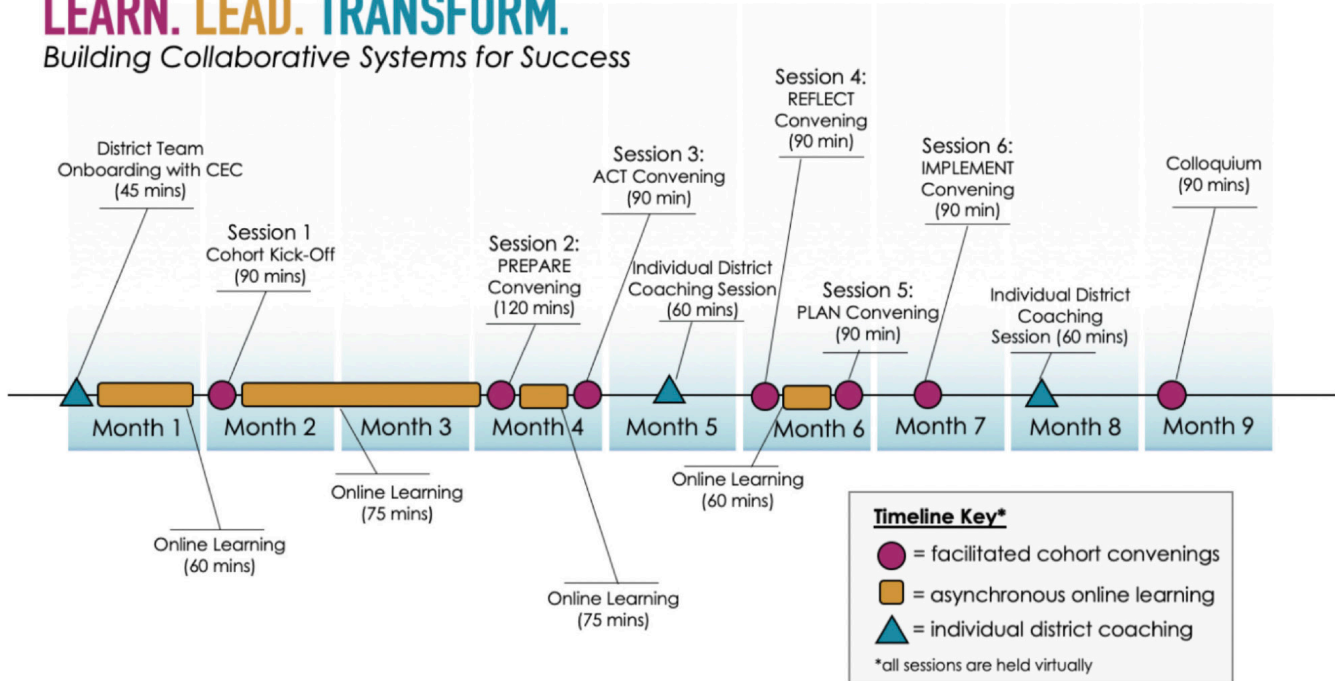 LEARN. LEAD. TRANSFORM.
Building Collaborative Systems for Success
District Team
Onboarding with CEC
(45 mins)
Session 1
Cohort Kick-Off
(90 mins)
Session 2:
PREPARE
Convening
(120 mins)
Session 3:
ACT Convening
(90 min)
Individual District
Coaching Session
(60 mins)
Session 4:
REFLECT
Convening
(90 min)
Session 5:
PLAN Convening
(90 min)
Session 6:
IMPLEMENT
Convening
(90 min)
Individual District
Coaching
Session (60 mins)
Colloquium
(90 mins)
Month 1
Month 2
Month 3
Month 4
Month 5
Month 6
Month 7
Month 8
Month 9
Online Learning
(60 mins)
Online Learning
(75 mins)
Online Learning
(75 mins)
Online Learning
(60 mins)
Timeline Key*
= facilitated cohort convenings
= asynchronous online learning
= individual district coaching
*all sessions are held virtually